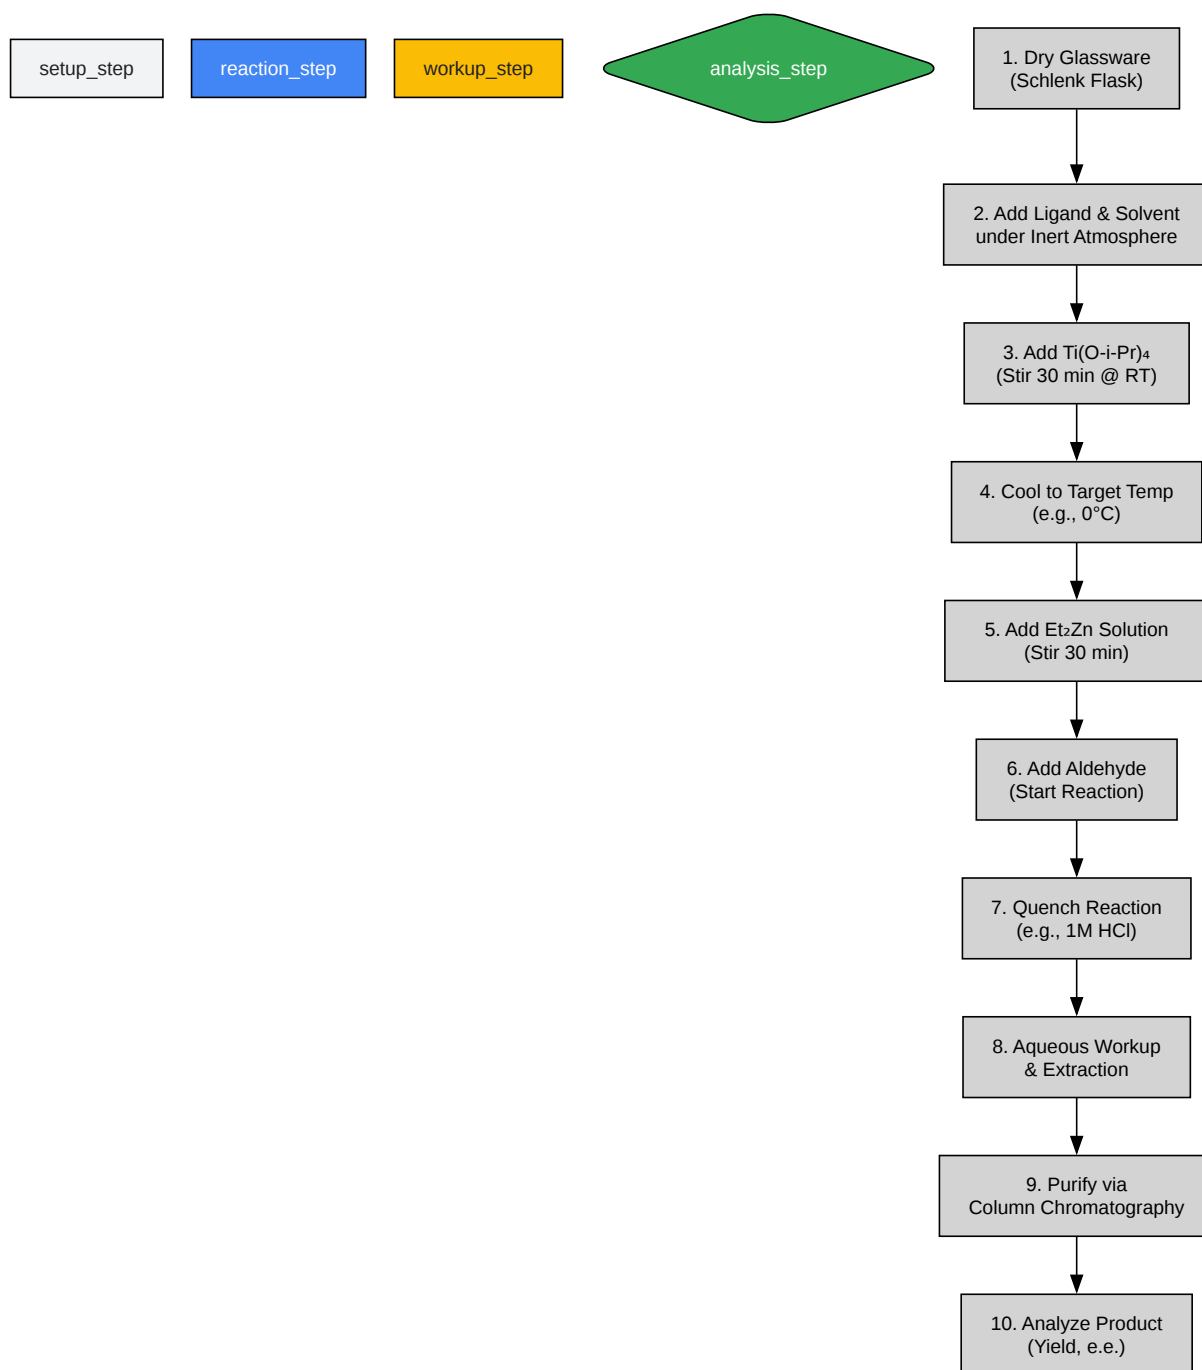 setup_step
reaction_step
workup_step
analysis_step
1. Dry Glassware
(Schlenk Flask)
2. Add Ligand & Solvent
under Inert Atmosphere
3. Add Ti(O-i-Pr)₄
(Stir 30 min @ RT)
4. Cool to Target Temp
(e.g., 0°C)
5. Add Et₂Zn Solution
(Stir 30 min)
6. Add Aldehyde
(Start Reaction)
7. Quench Reaction
(e.g., 1M HCl)
8. Aqueous Workup
& Extraction
9. Purify via
Column Chromatography
10. Analyze Product
(Yield, e.e.)